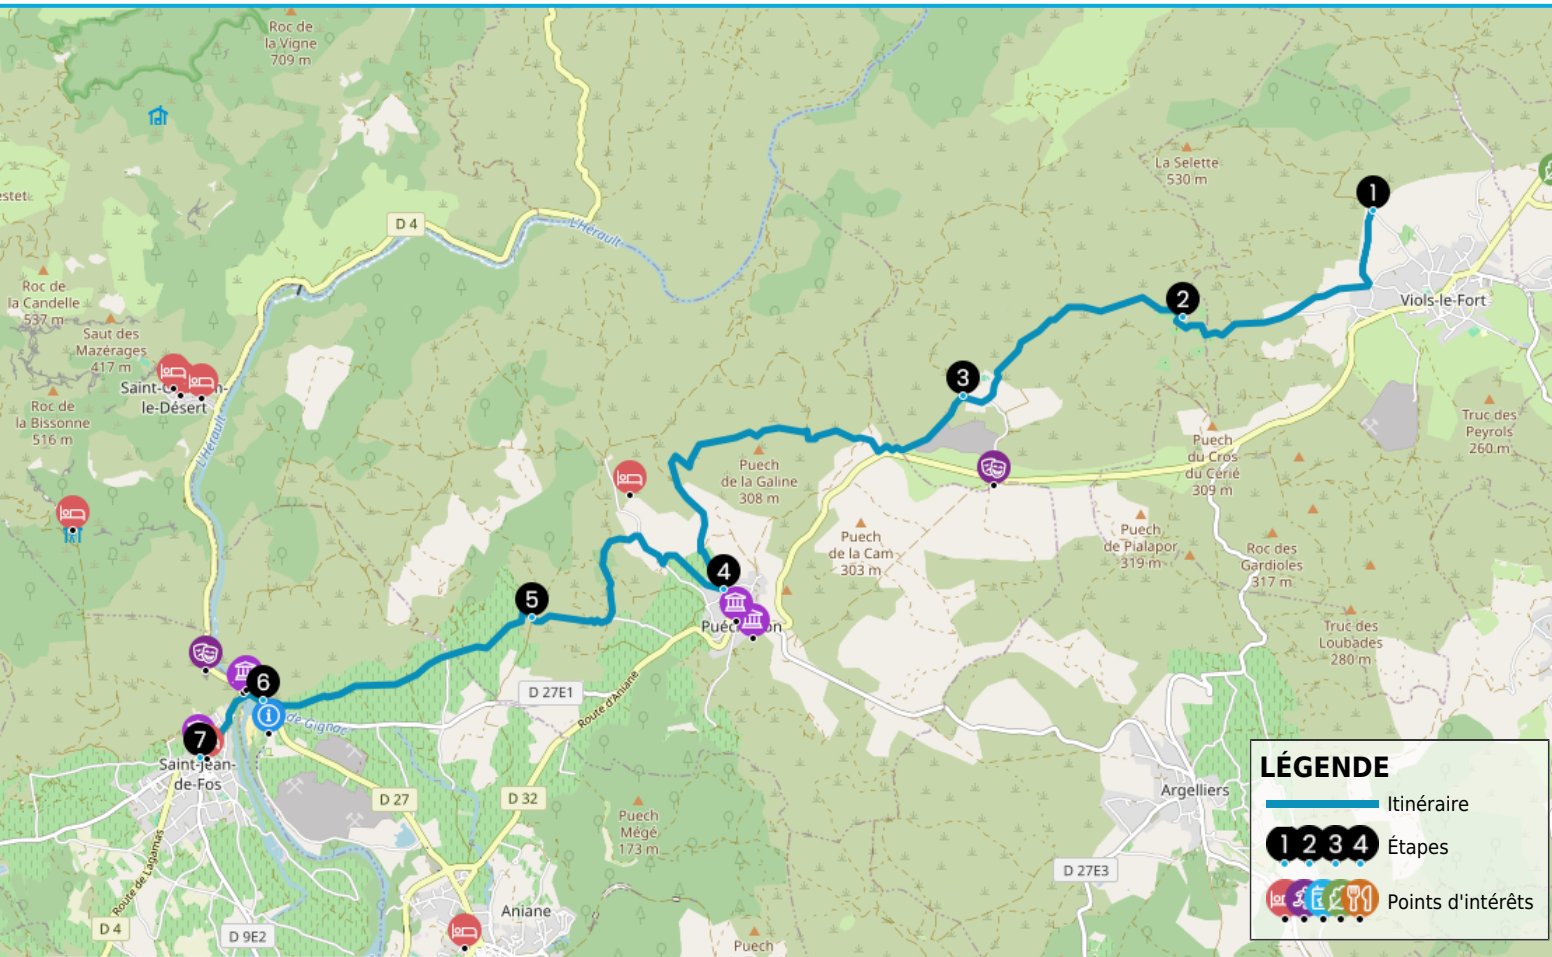 Roc de
la Vigne
709 m
estet
La Selette
530 m
1
D 4
L'Hérault
Roc de
la Candelle
537 m
Saut des
Mazérages
417 m
2
Viols-le-Fort
Saint-
n-
le-Désert
Roc de
la Bissonne
516 m
L'Hérault
3
Truc des
Peyrols
260 m
Puech
du Cros
du Cerié
309 m
Puech
de la Galine
308 m
Puech
de la Cam
303 m
Puech
de Pialapor
319 m
Roc des
Gardioles
317 m
4
5
Truc des
Loubades
280 m
6
D 27E1
Route d'Aniane
de Gignac
7
Saint-Jean-
de-Fos
D 27
D 32
Argelliers
Puech
Mégé
173 m
Route de Lagamas
D 27E3
Aniane
D 4
D 9E2
Puech
LÉGENDE
Itinéraire
1 2 3 4 Étapes
Points d'intérêts